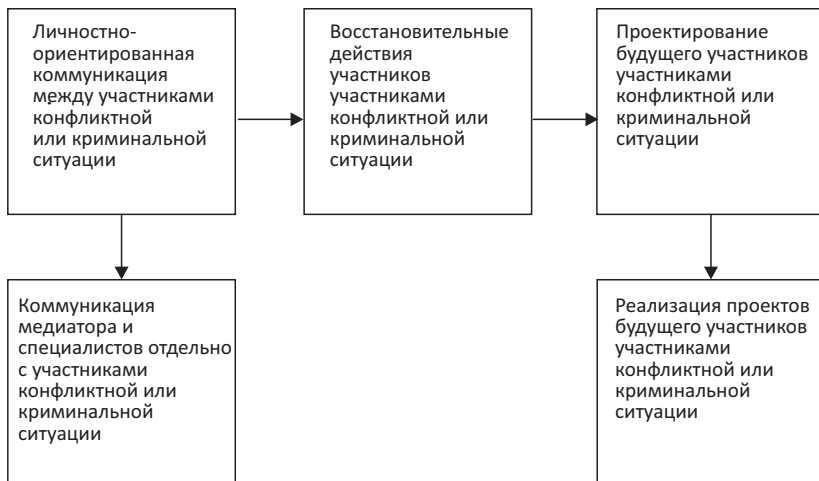 Личностно-
ориентированная
коммуникация
между участниками
конфликтной
или криминальной
ситуации
Восстановительные
действия
участников
участниками
конфликтной или
криминальной
ситуации
Проектирование
будущего участников
участниками
конфликтной или
криминальной
ситуации
Коммуникация
медиатора и
специалистов отдельно
с участниками
конфликтной или
криминальной
ситуации
Реализация проектов
будущего участников
участниками
конфликтной или
криминальной
ситуации